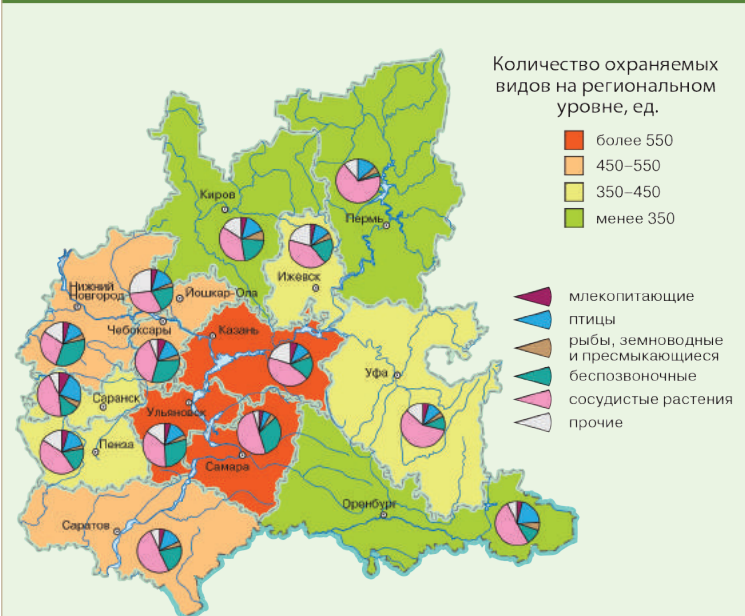 Количество охраняемых
видов на региональном
уровне, ед.
более 550
450–550
350–450
менее 350
млекопитающие
птицы
рыбы, земноводные
и пресмыкающиеся
беспозвоночные
сосудистые растения
прочие
Киров
Пермь
Ижевск
Нижний
Новгород
Йошкар-Ола
Чебоксары
Казань
Уфа
Саранск
Ульяновск
Пенза
Самара
Оренбург
Саратов